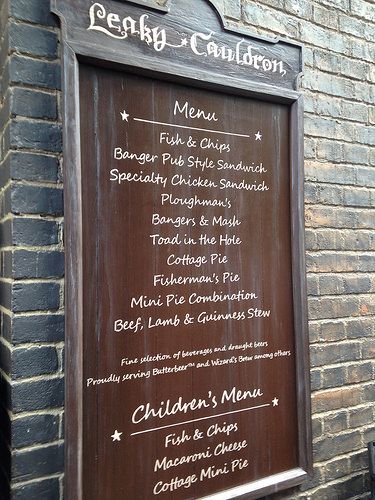 Leaky Cauldron
Menu
Fish & Chips
Banger Pub Style Sandwich
Specialty Chicken Sandwich
Ploughman's
Bangers & Mash
Toad in the Hole
Cottage Pie
Fisherman's Pie
Mini Pie Combination
Beef, Lamb & Guinness Stew
Fine selection of beverages and draught beers
Proudly serving Butterbeer™ and Wizard's Brew among others
Children's Menu
Fish & Chips
Macaroni Cheese
Cottage Mini Pie